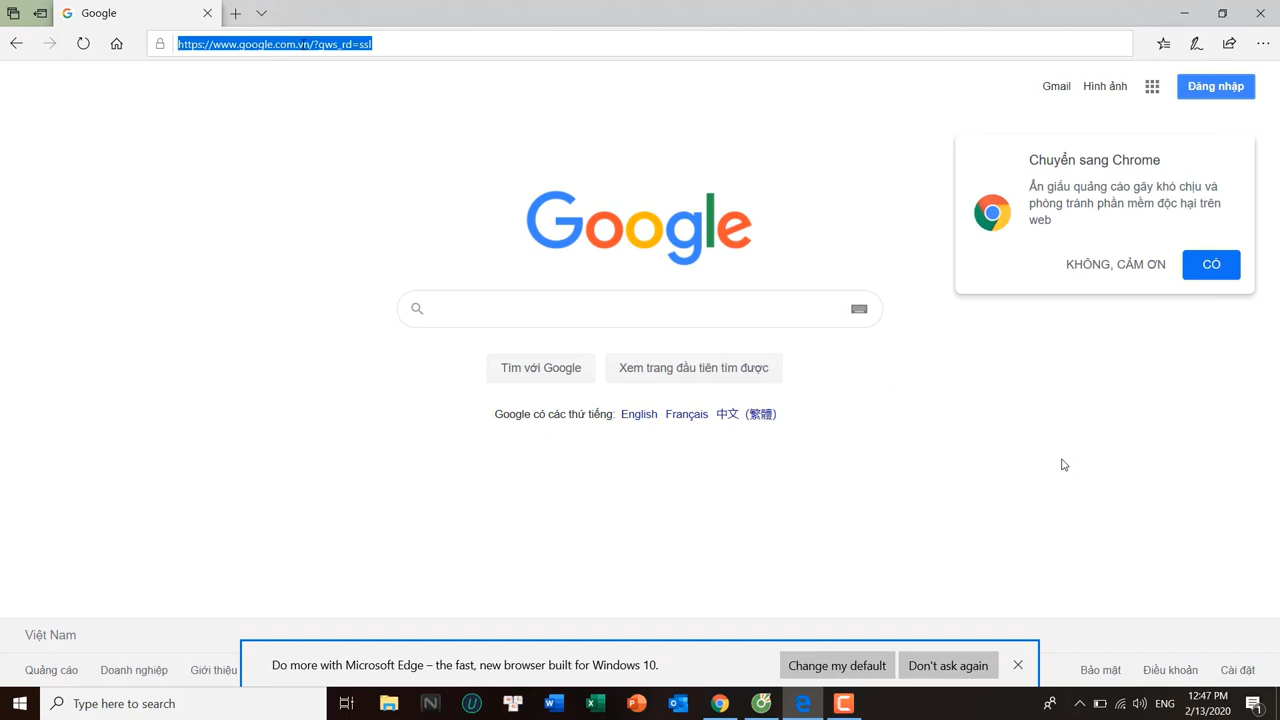 Google
https://www.google.com.vn/?gws_rd=ssl
Gmail Hình ảnh Đăng nhập
Chuyển sang Chrome
Ẩn giấu quảng cáo gây khó chịu và
phòng tránh phần mềm độc hại trên
web
KHÔNG, CẢM ƠN CÓ
Google
Tìm với Google Xem trang đầu tiên tìm được
Google có các thứ tiếng: English Français 中文 (繁體)
Việt Nam
Do more with Microsoft Edge – the fast, new browser built for Windows 10. Change my default Don't ask again
Quảng cáo Doanh nghiệp Giới thiệu Bảo mật Điều khoản Cài đặt
Type here to search
ENG
12:47 PM
2/13/2020